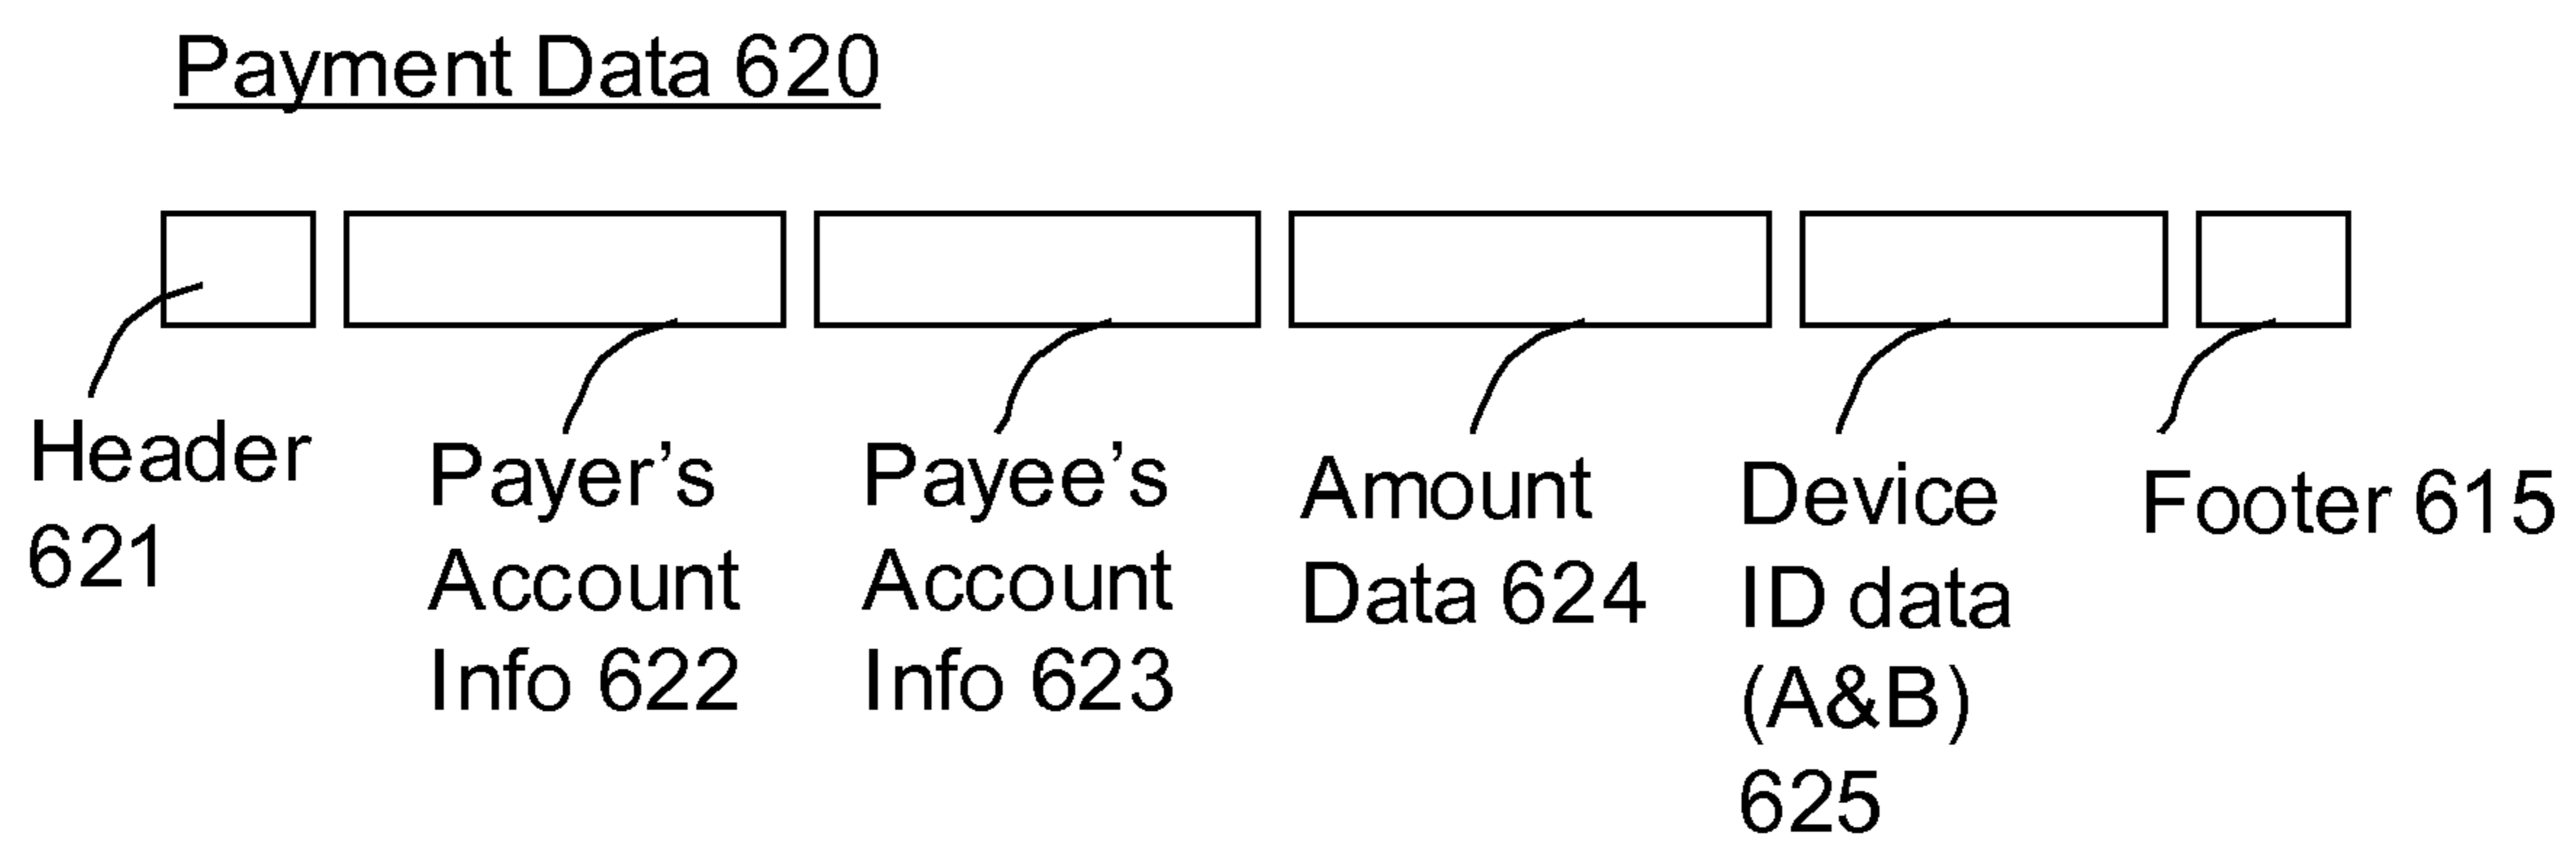 Payment Data 620
Header
621
Payer’s
Account
Info 622
Payee’s
Account
Info 623
Amount
Data 624
Device
ID data
(A&B)
625
Footer 615